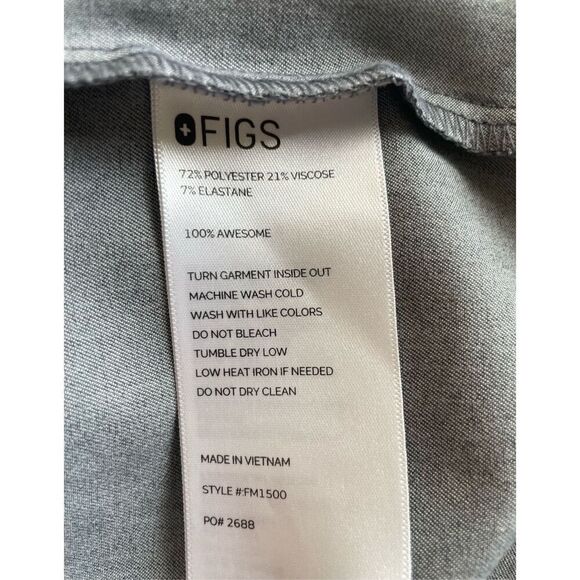 FIGS
72% POLYESTER 21% VISCOSE
7% ELASTANE
100% AWESOME
TURN GARMENT INSIDE OUT
MACHINE WASH COLD
WASH WITH LIKE COLORS
DO NOT BLEACH
TUMBLE DRY LOW
LOW HEAT IRON IF NEEDED
DO NOT DRY CLEAN
MADE IN VIETNAM
STYLE #:FM1500
PO# 2688